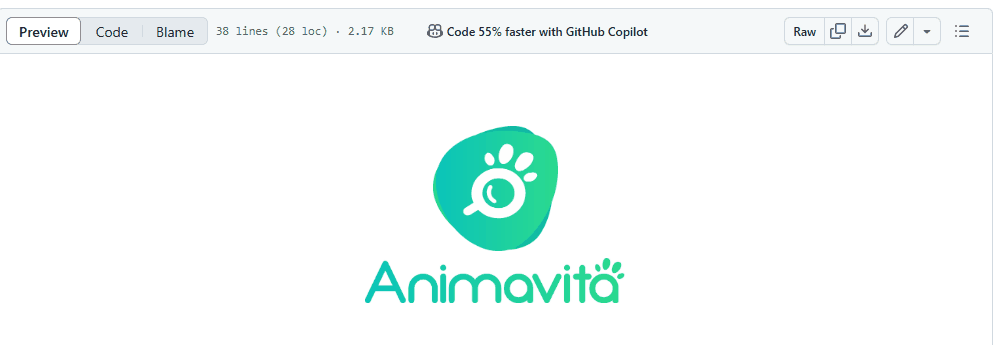 Preview Code Blame 38 lines (28 loc) · 2.17 KB Code 55% faster with GitHub Copilot Raw
Animavita